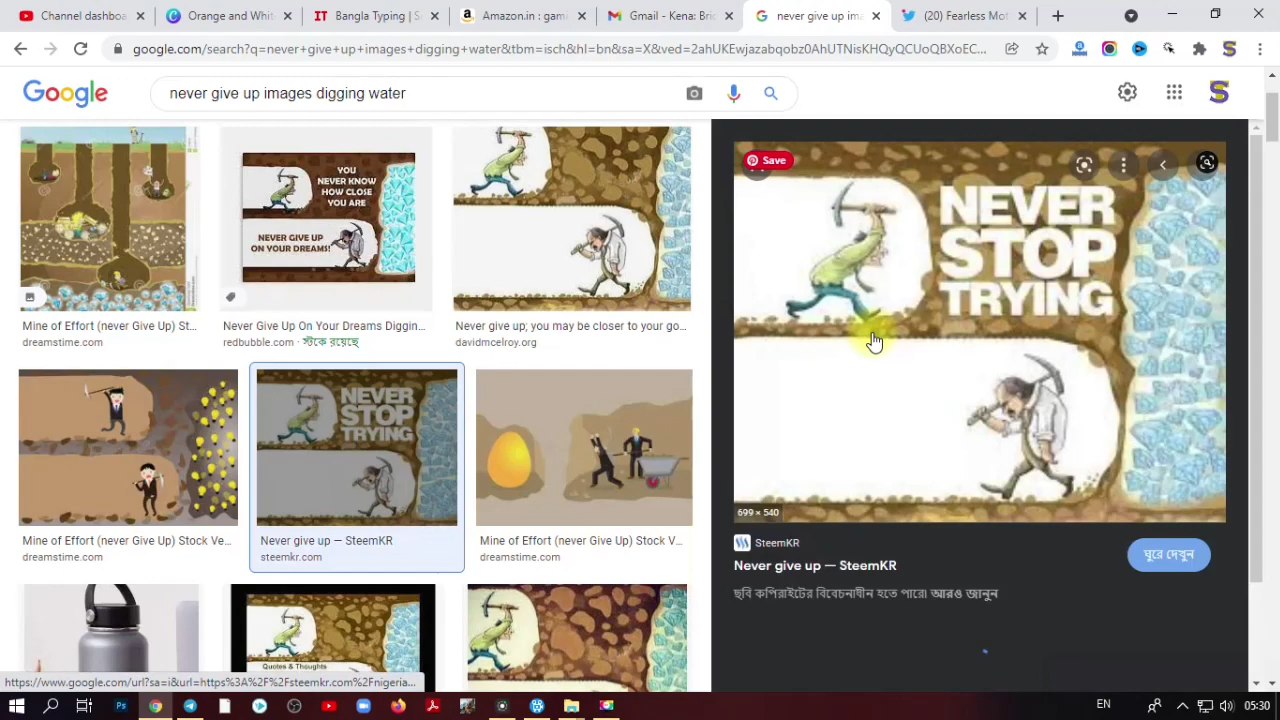 Channel dashboa
Orange and Whit
Bangla Typing | S
Amazon.in : gami
Gmail - Kena: Bri
never give up ima
(20) Fearless Mot
google.com/search?q=never+give+up+images+digging+water&tbm=isch&hl=bn&sa=X&ved=2ahUKEwjazabqobz0AhUTNisKHQyQCUoQBXoEC...
Google
never give up images digging water
YOU
NEVER KNOW
HOW CLOSE
YOU ARE
NEVER GIVE UP
ON YOUR DREAMS!
Mine of Effort (never Give Up) St...
dreamstime.com
Never Give Up On Your Dreams Diggin...
redbubble.com · স্টকে রয়েছে
Never give up; you may be closer to your go...
davidmcelroy.org
NEVER
STOP
TRYING
Mine of Effort (never Give Up) Stock Ve...
dreamstime.com
Never give up — SteemKR
steemkr.com
Mine of Effort (never Give Up) Stock V...
dreamstime.com
Quotes & Thoughts
Save
NEVER
STOP
TRYING
699 × 540
SteemKR
Never give up — SteemKR
ঘুরে দেখুন
ছবি কপিরাইটের বিবেচনাধীন হতে পারে। আরও জানুন
https://www.google.com/url?sa=i&url=https%3A%2F%2Fsteemkr.com%2Fnigeria...
EN
05:30